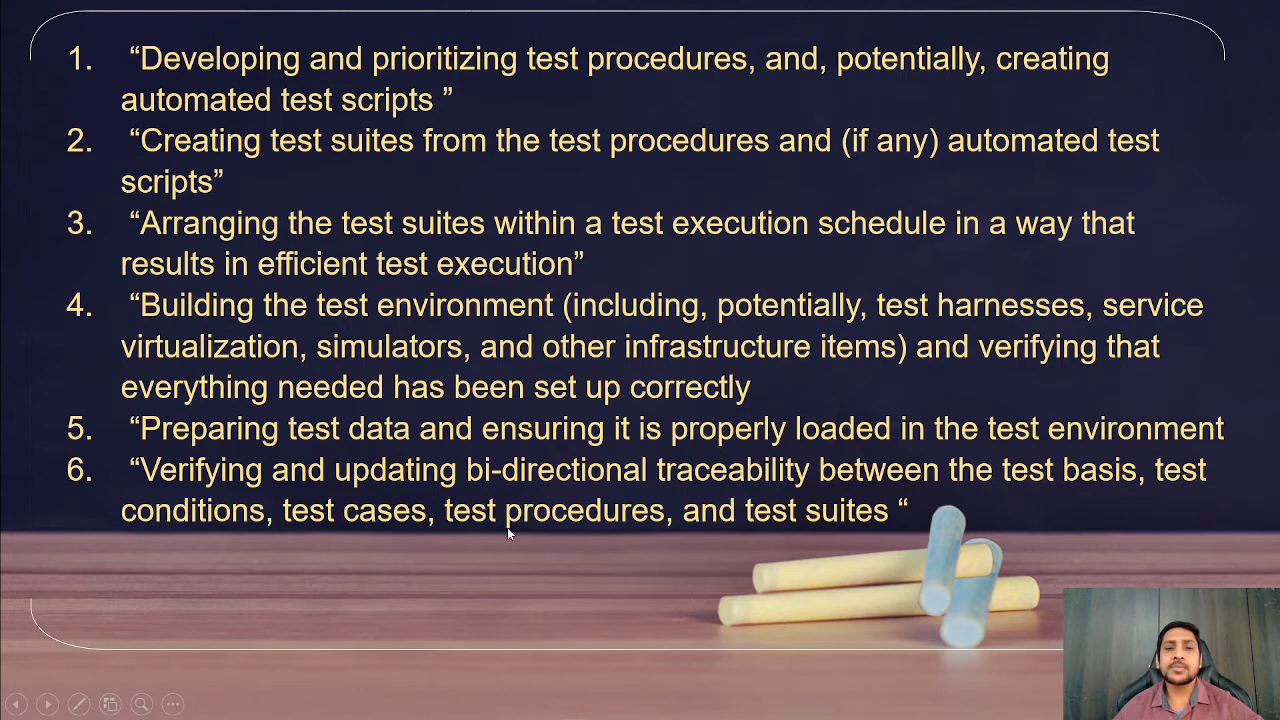 1. “Developing and prioritizing test procedures, and, potentially, creating
automated test scripts ”
2. “Creating test suites from the test procedures and (if any) automated test
scripts”
3. “Arranging the test suites within a test execution schedule in a way that
results in efficient test execution”
4. “Building the test environment (including, potentially, test harnesses, service
virtualization, simulators, and other infrastructure items) and verifying that
everything needed has been set up correctly
5. “Preparing test data and ensuring it is properly loaded in the test environment
6. “Verifying and updating bi-directional traceability between the test basis, test
conditions, test cases, test procedures, and test suites “